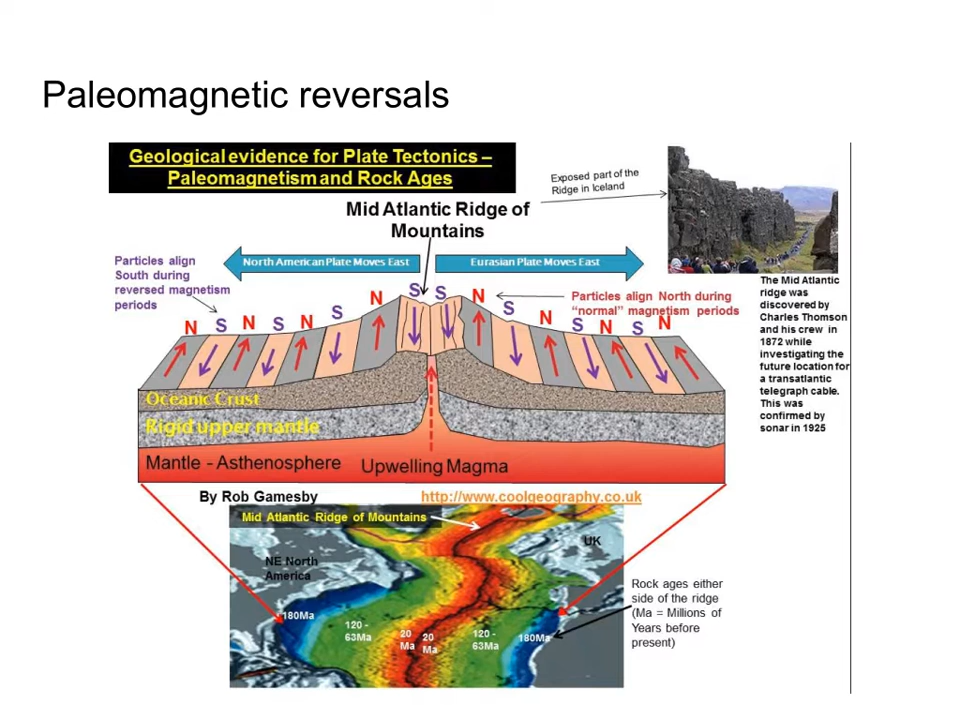 Paleomagnetic reversals
Geological evidence for Plate Tectonics –
Paleomagnetism and Rock Ages
Exposed part of the
Ridge in Iceland
Mid Atlantic Ridge of
Mountains
Particles align
South during
reversed magnetism
periods
North American Plate Moves East
Eurasian Plate Moves East
Particles align North during
“normal” magnetism periods
N S N S N S N S S N S N S N S N
The Mid Atlantic
ridge was
discovered by
Charles Thomson
and his crew in
1872 while
investigating the
future location for
a transatlantic
telegraph cable.
This was
confirmed by
sonar in 1925
Oceanic Crust
Rigid upper mantle
Mantle - Asthenosphere
Upwelling Magma
By Rob Gamesby
http://www.coolgeography.co.uk
Mid Atlantic Ridge of Mountains
UK
NE North
America
180Ma
120 -
63Ma
20
Ma
20
Ma
120 -
63Ma
180Ma
Rock ages either
side of the ridge
(Ma = Millions of
Years before
present)